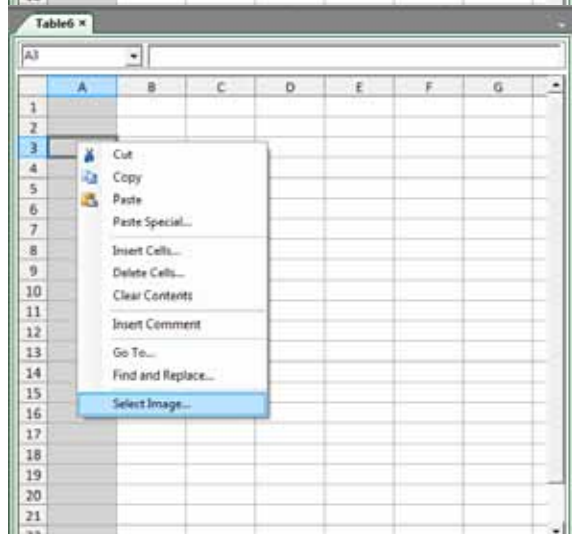 Table6 ×
A3
A B C D E F G
1
2
3
Cut
4
Copy
5
Paste
6
Paste Special...
7
8
Insert Cells...
9
Delete Cells...
10
Clear Contents
11
Insert Comment
12
13
Go To...
14
Find and Replace...
15
Select Image...
16
17
18
19
20
21